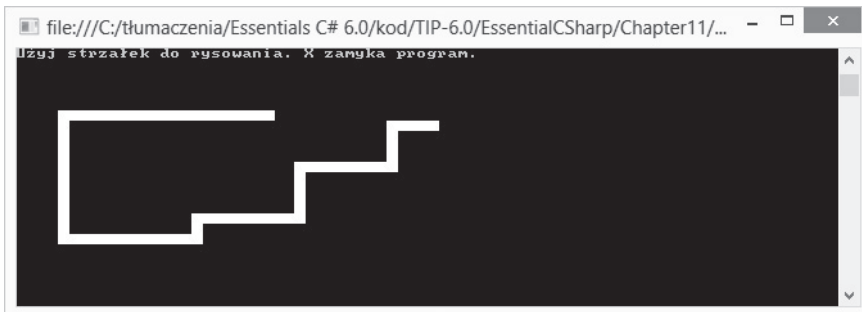 file:///C:/tłumaczenia/Essentials C# 6.0/kod/TIP-6.0/EssentialCSharp/Chapter11/...
Użyj strzałek do rysowania. X zamyka program.